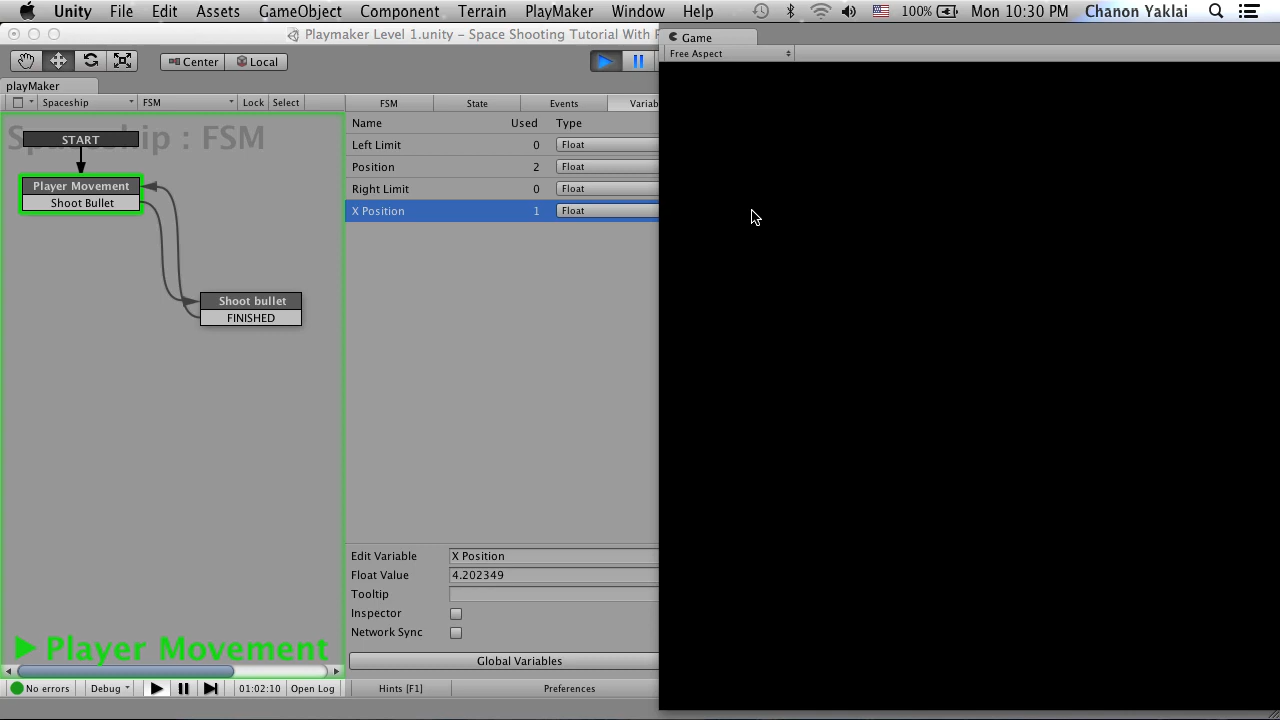 Unity File Edit Assets GameObject Component Terrain PlayMaker Window Help 100% Mon 10:30 PM Chanon Yaklai
Playmaker Level 1.unity – Space Shooting Tutorial With P
Game
Center Local
Free Aspect
playMaker
Spaceship FSM Lock Select FSM State Events Variab
Spaceship : FSM
START
Player Movement
Shoot Bullet
Shoot bullet
FINISHED
Name Used Type
Left Limit 0 Float
Position 2 Float
Right Limit 0 Float
X Position 1 Float
Edit Variable X Position
Float Value 4.202349
Tooltip
Inspector
Network Sync
Player Movement
Global Variables
No errors Debug 01:02:10 Open Log Hints [F1] Preferences